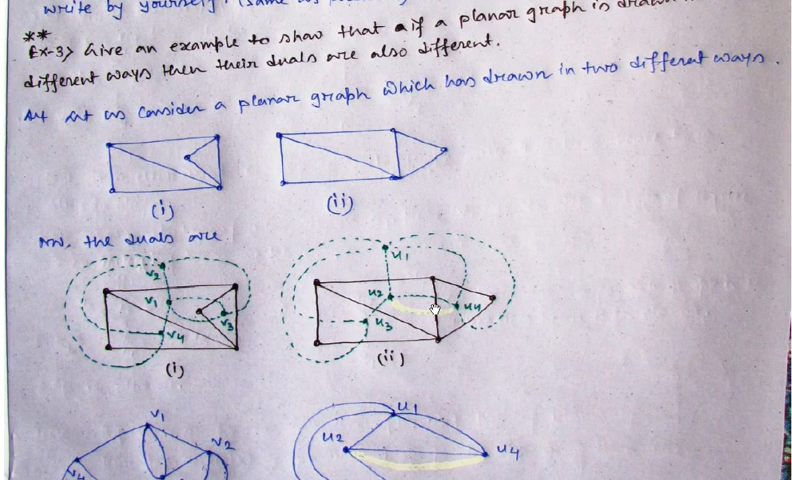 write by yourself! (same as
**
Ex-3> Give an example to show that a if a planar graph is drawn
different ways then their duals are also different.
At let us consider a planar graph which has drawn in two different ways.
(i)
(ii)
Now, the duals are
v2
v1
v3
v4
(i)
u1
u2
u3
u4
(ii)
v1
v2
v4
u1
u2
u4